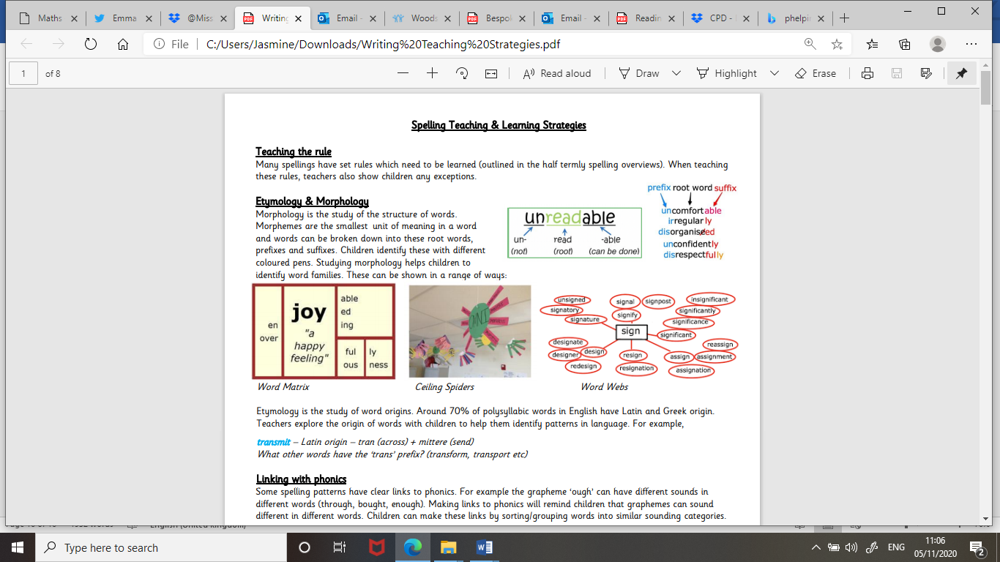 Maths
Emma
@Miss
Writing
Email -
Woods
Bespol
Email -
Readin
CPD -
phelpin
File
C:/Users/Jasmine/Downloads/Writing%20Teaching%20Strategies.pdf
1 of 8
Read aloud
Draw
Highlight
Erase
Spelling Teaching & Learning Strategies
Teaching the rule
Many spellings have set rules which need to be learned (outlined in the half termly spelling overviews). When teaching
these rules, teachers also show children any exceptions.
Etymology & Morphology
Morphology is the study of the structure of words.
Morphemes are the smallest unit of meaning in a word
and words can be broken down into these root words,
prefixes and suffixes. Children identify these with different
coloured pens. Studying morphology helps children to
identify word families. These can be shown in a range of ways:
unreadable
un- read -able
(not) (root) (can be done)
prefix root word suffix
uncomfortable
irregularly
disorganised
unconfidently
disrespectfully
en
over
joy
"a
happy
feeling"
able
ed
ing
ful
ous
ly
ness
OMNI
unsigned
signatory
signature
signal
signpost
signify
insignificant
significantly
significance
significant
sign
designate
designer
design
redesign
resign
resignation
reassign
assign
assignment
assignation
Word Matrix
Ceiling Spiders
Word Webs
Etymology is the study of word origins. Around 70% of polysyllabic words in English have Latin and Greek origin.
Teachers explore the origin of words with children to help them identify patterns in language. For example,
transmit – Latin origin – tran (across) + mittere (send)
What other words have the ‘trans’ prefix? (transform, transport etc)
Linking with phonics
Some spelling patterns have clear links to phonics. For example the grapheme ‘ough’ can have different sounds in
different words (through, bought, enough). Making links to phonics will remind children that graphemes can sound
different in different words. Children can make these links by sorting/grouping words into similar sounding categories.
Type here to search
ENG
11:06
05/11/2020
2